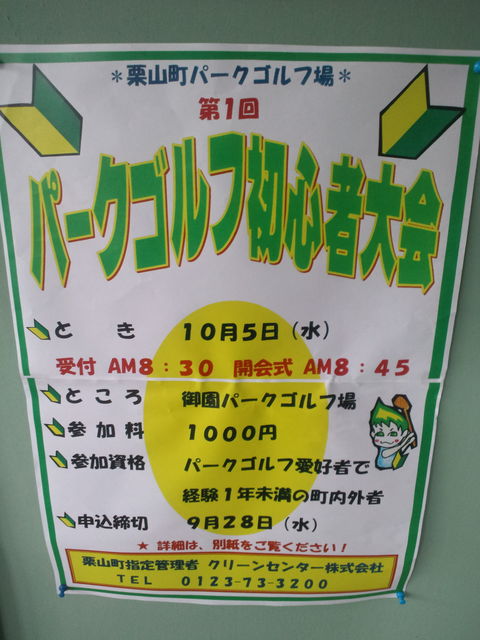 *栗山町パークゴルフ場*
第1回
パークゴルフ初心者大会
とき 10月5日(水)
受付 AM8:30 開会式 AM8:45
ところ 御園パークゴルフ場
参加料 1000円
参加資格 パークゴルフ愛好者で
経験1年未満の町内外者
申込締切 9月28日(水)
★ 詳細は、別紙をご覧ください!
栗山町指定管理者 クリーンセンター株式会社
TEL 0123-73-3200